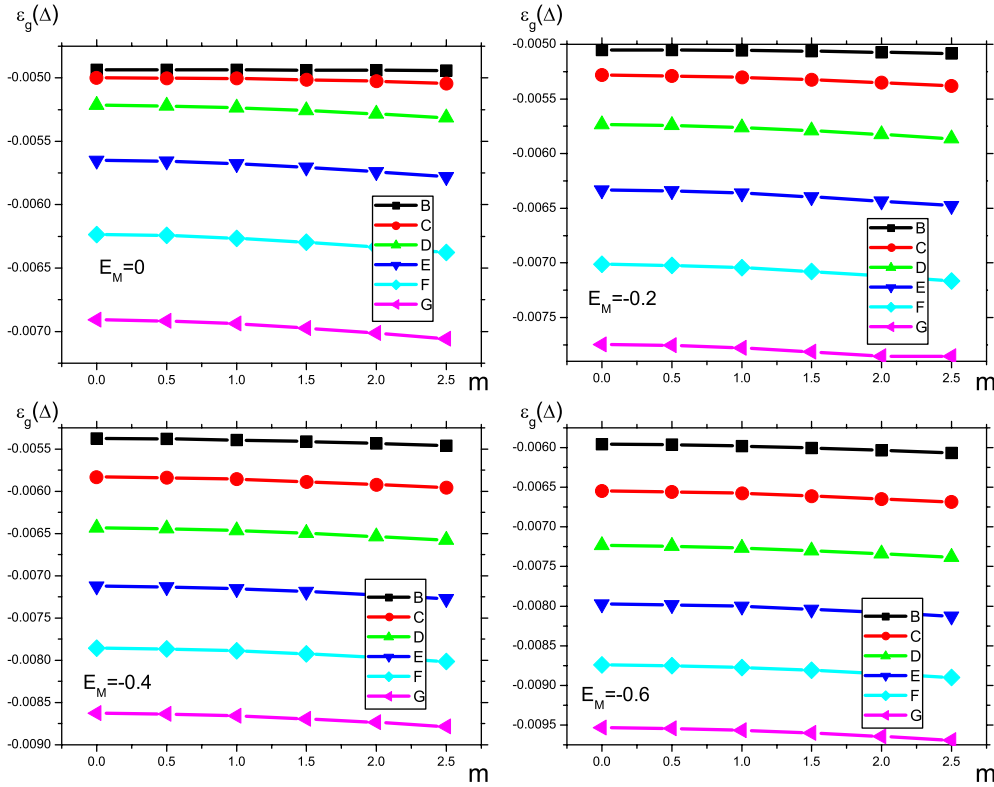 ε_g(Δ)
-0.0050
-0.0055
-0.0060
-0.0065
-0.0070
0.0 0.5 1.0 1.5 2.0 2.5
m
E_M=0
B
C
D
E
F
G
ε_g(Δ)
-0.0050
-0.0055
-0.0060
-0.0065
-0.0070
-0.0075
0.0 0.5 1.0 1.5 2.0 2.5
m
E_M=-0.2
B
C
D
E
F
G
ε_g(Δ)
-0.0055
-0.0060
-0.0065
-0.0070
-0.0075
-0.0080
-0.0085
-0.0090
0.0 0.5 1.0 1.5 2.0 2.5
m
E_M=-0.4
B
C
D
E
F
G
ε_g(Δ)
-0.0060
-0.0065
-0.0070
-0.0075
-0.0080
-0.0085
-0.0090
-0.0095
0.0 0.5 1.0 1.5 2.0 2.5
m
E_M=-0.6
B
C
D
E
F
G